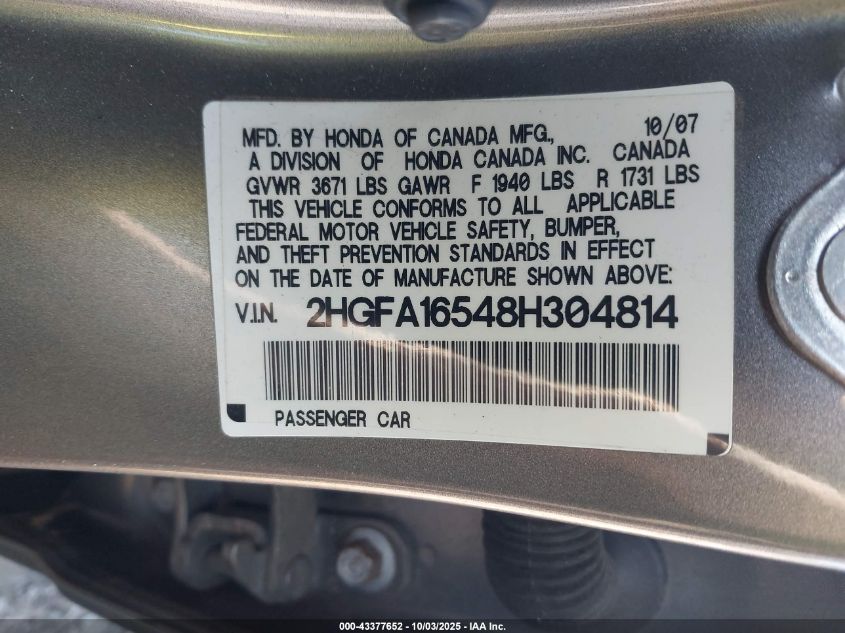 MFD. BY HONDA OF CANADA MFG., 10/07
A DIVISION OF HONDA CANADA INC. CANADA
GVWR 3671 LBS GAWR F 1940 LBS R 1731 LBS
THIS VEHICLE CONFORMS TO ALL APPLICABLE
FEDERAL MOTOR VEHICLE SAFETY, BUMPER,
AND THEFT PREVENTION STANDARDS IN EFFECT
ON THE DATE OF MANUFACTURE SHOWN ABOVE:
V.I.N. 2HGFA16548H304814
PASSENGER CAR
000-43377652 - 10/03/2025 - IAA Inc.